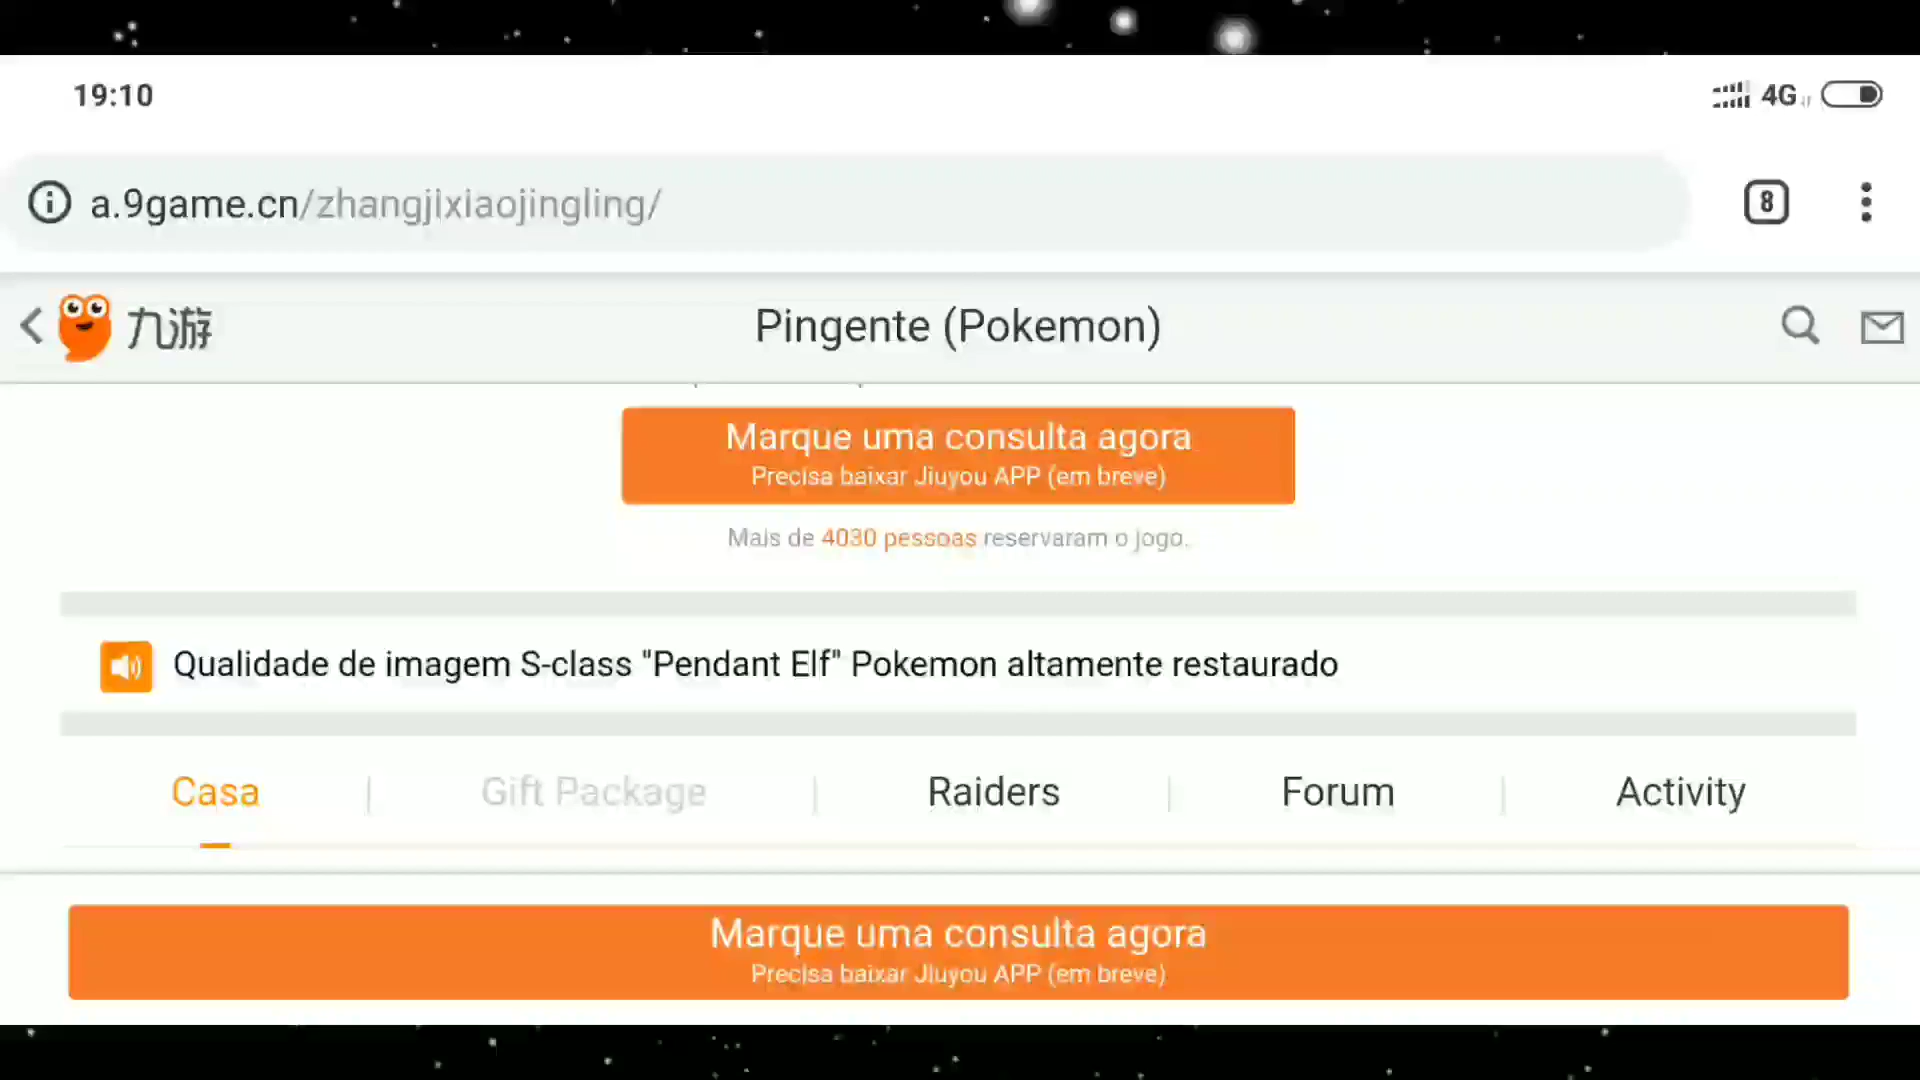 19:10
4G
a.9game.cn/zhangjixiaojingling/
8
九游
Pingente (Pokemon)
Marque uma consulta agora
Precisa baixar Jiuyou APP (em breve)
Mais de 4030 pessoas reservaram o jogo.
Qualidade de imagem S-class "Pendant Elf" Pokemon altamente restaurado
Casa
Gift Package
Raiders
Forum
Activity
Marque uma consulta agora
Precisa baixar Jiuyou APP (em breve)